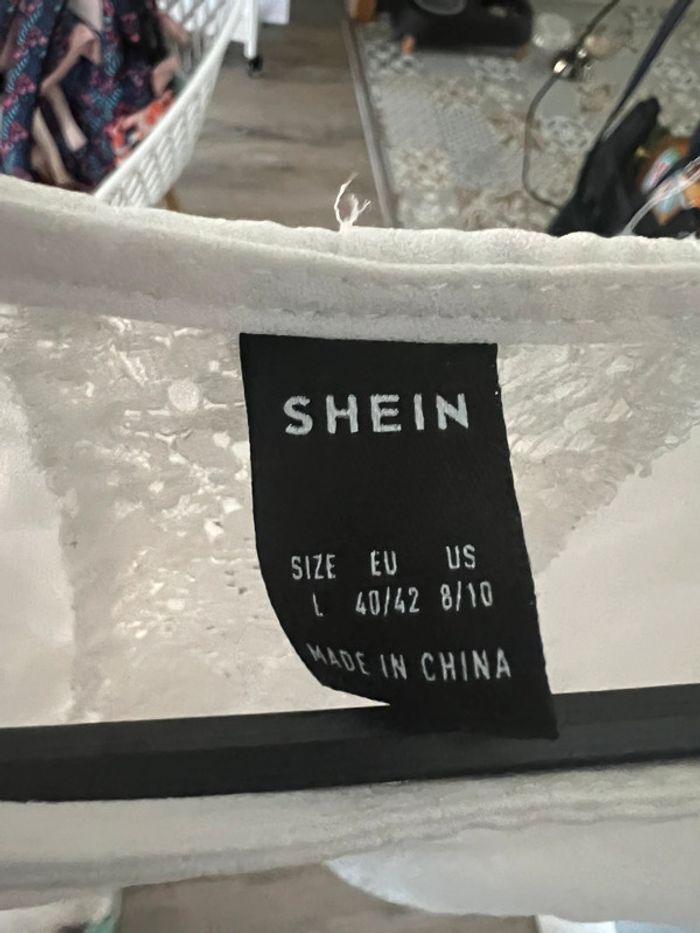 SHEIN
SIZE EU US
L 40/42 8/10
MADE IN CHINA